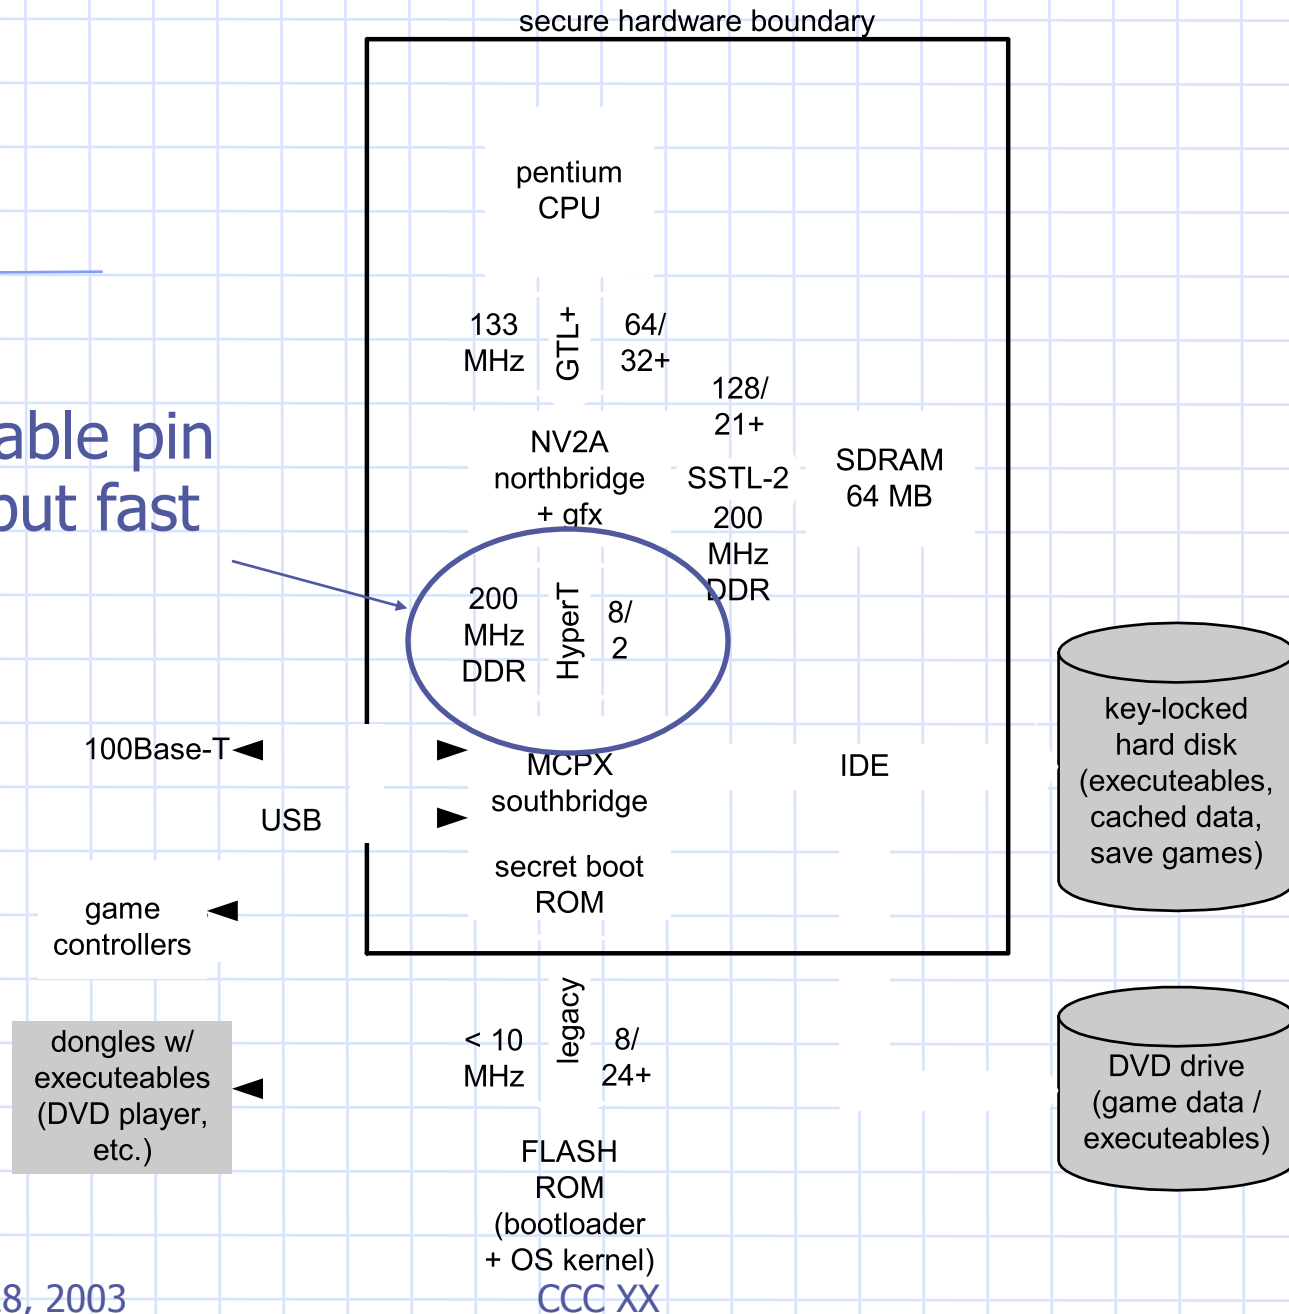 secure hardware boundary
pentium
CPU
133
MHz
GTL+
64/
32+
128/
21+
able pin
but fast
NV2A
northbridge
+ gfx
SSTL-2
200
MHz
DDR
SDRAM
64 MB
200
MHz
DDR
HyperT
8/
2
100Base-T
USB
MCPX
southbridge
secret boot
ROM
IDE
key-locked
hard disk
(executeables,
cached data,
save games)
game
controllers
dongles w/
executeables
(DVD player,
etc.)
< 10
MHz
legacy
8/
24+
DVD drive
(game data /
executeables)
FLASH
ROM
(bootloader
+ OS kernel)
8, 2003
CCC XX